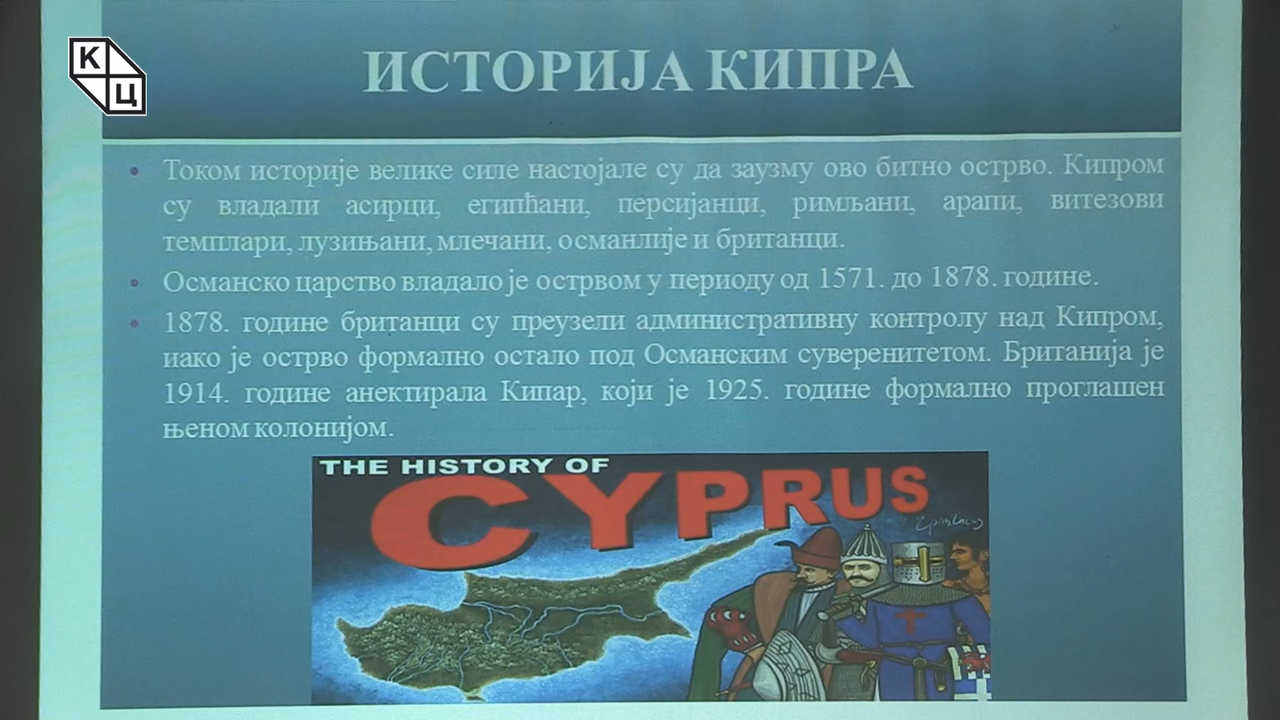 К
Ц
ИСТОРИЈА КИПРА
• Током историје велике силе настојале су да заузму ово битно острво. Кипром
су владали асирци, египћани, персијанци, римљани, арапи, витезови
темплари, лузињани, млечани, османлије и британци.
• Османско царство владало је острвом у периоду од 1571. до 1878. године.
• 1878. године британци су преузели административну контролу над Кипром,
иако је острво формално остало под Османским суверенитетом. Британија је
1914. године анектирала Кипар, који је 1925. године формално проглашен
њеном колонијом.
THE HISTORY OF
CYPRUS